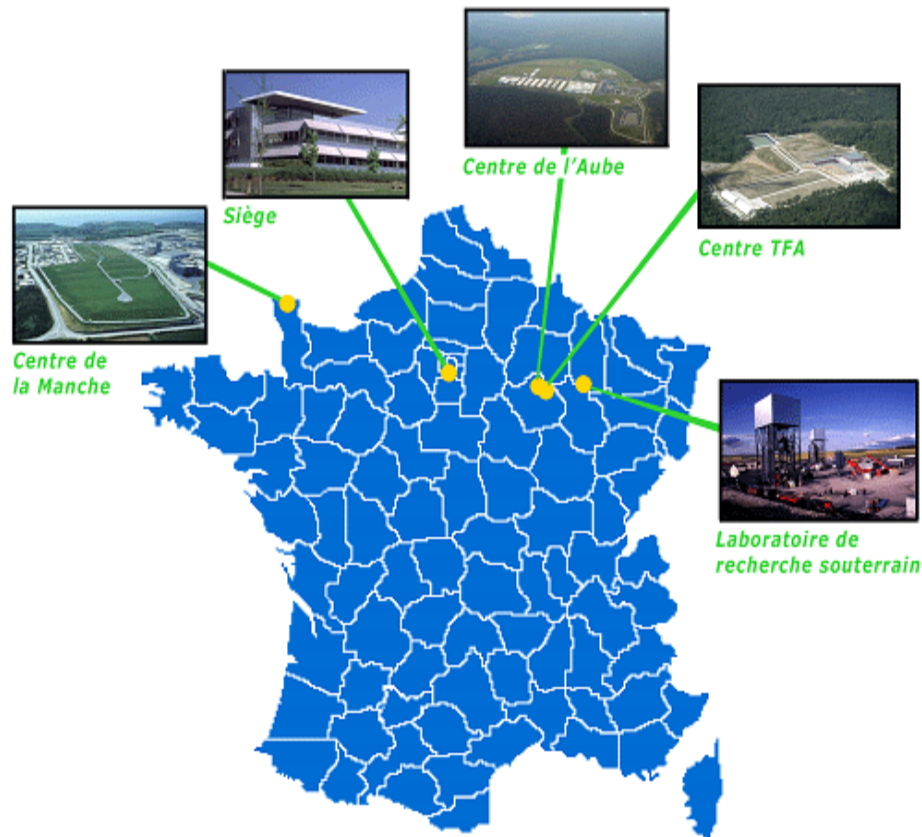 Centre de l'Aube
Siège
Centre TFA
Centre de
la Manche
Laboratoire de
recherche souterrain